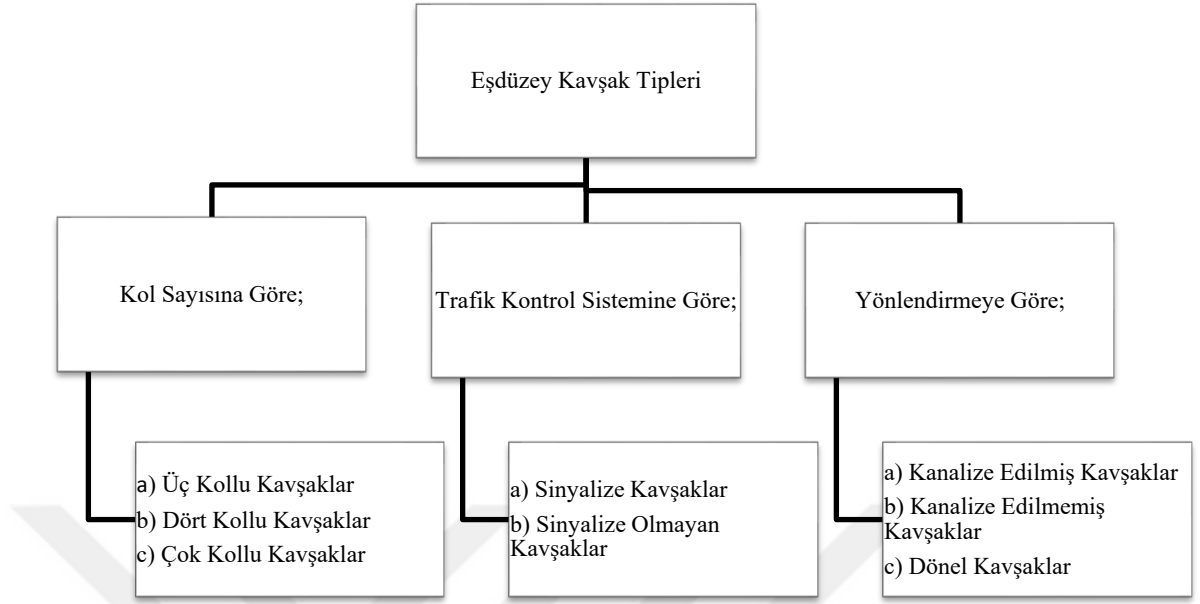 Eşdüzey Kavşak Tipleri
Kol Sayısına Göre;
Trafik Kontrol Sistemine Göre;
Yönlendirmeye Göre;
a) Üç Kollu Kavşaklar
b) Dört Kollu Kavşaklar
c) Çok Kollu Kavşaklar
a) Sinyalize Kavşaklar
b) Sinyalize Olmayan
Kavşaklar
a) Kanalize Edilmiş Kavşaklar
b) Kanalize Edilmemiş
Kavşaklar
c) Dönel Kavşaklar